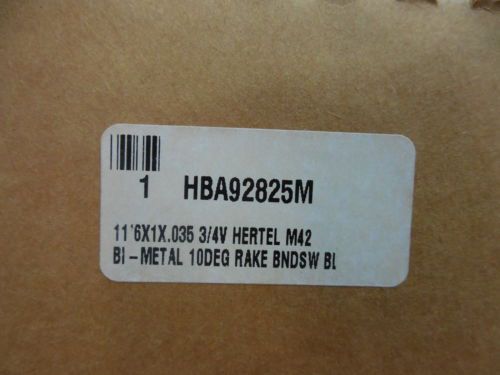 1 HBA92825M
11'6X1X.035 3/4V HERTEL M42
BI-METAL 10DEG RAKE BNDSW BL